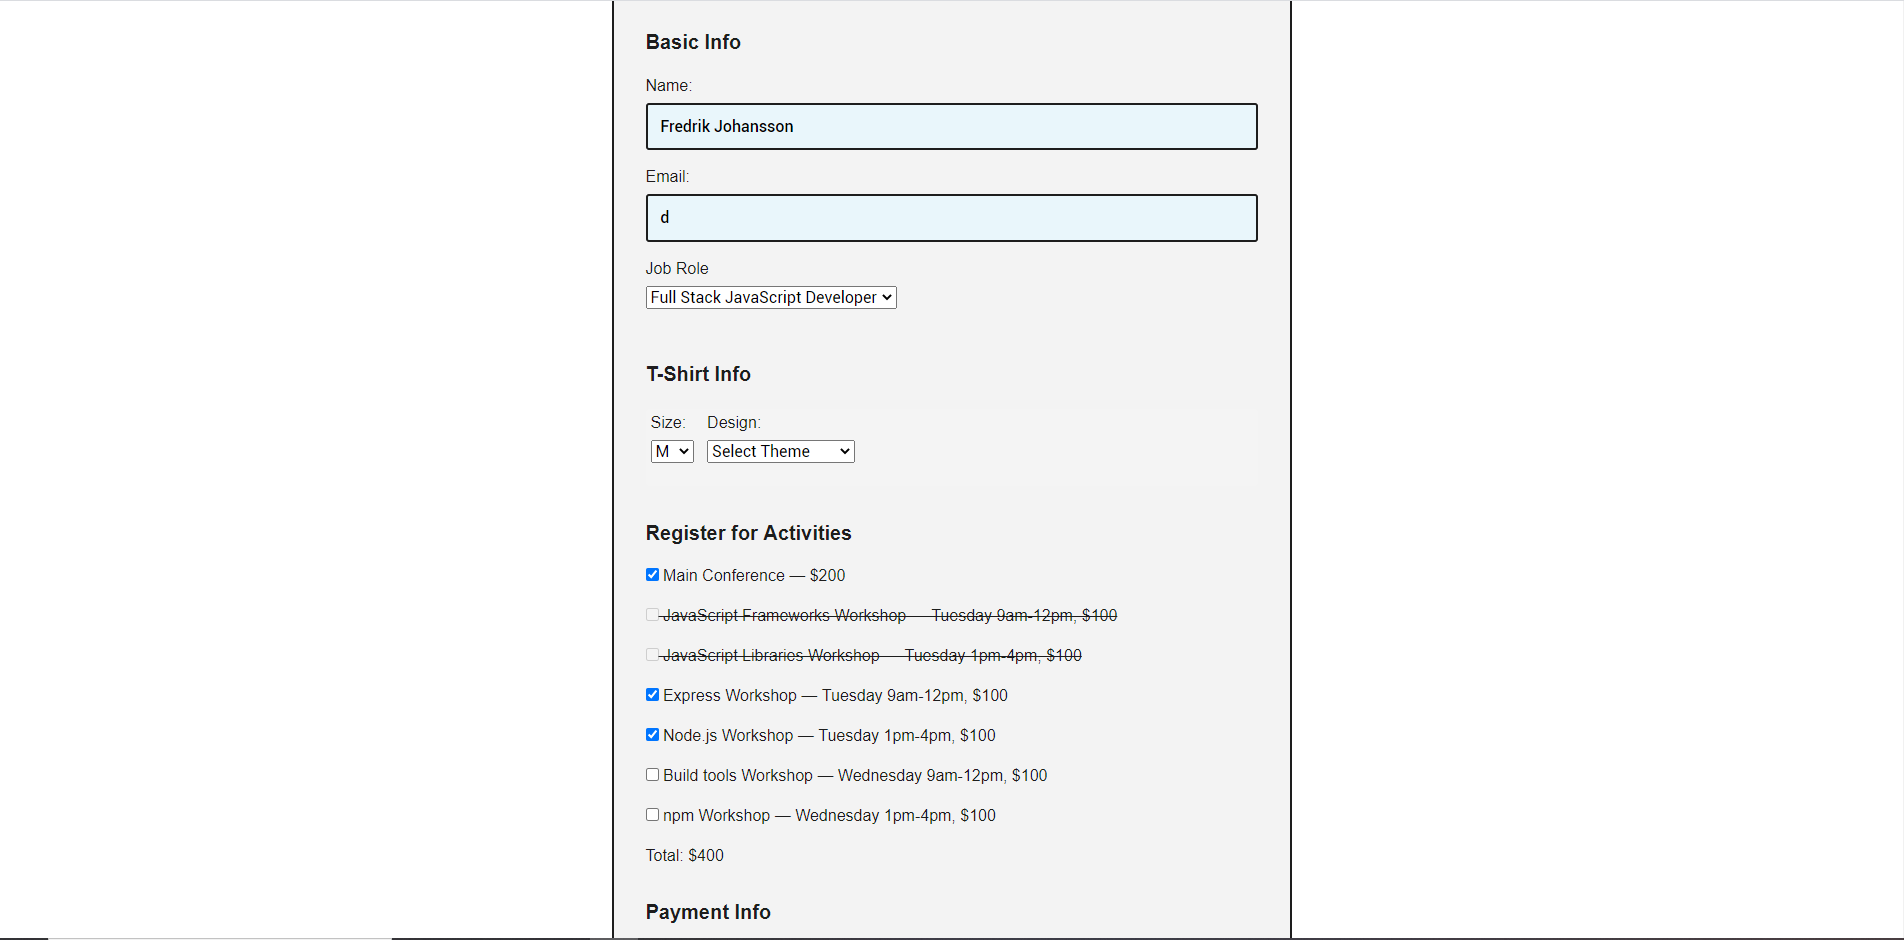 Basic Info
Name:
Fredrik Johansson
Email:
d
Job Role
Full Stack JavaScript Developer
T-Shirt Info
Size: Design:
M Select Theme
Register for Activities
Main Conference — $200
JavaScript Frameworks Workshop — Tuesday 9am-12pm, $100
JavaScript Libraries Workshop — Tuesday 1pm-4pm, $100
Express Workshop — Tuesday 9am-12pm, $100
Node.js Workshop — Tuesday 1pm-4pm, $100
Build tools Workshop — Wednesday 9am-12pm, $100
npm Workshop — Wednesday 1pm-4pm, $100
Total: $400
Payment Info